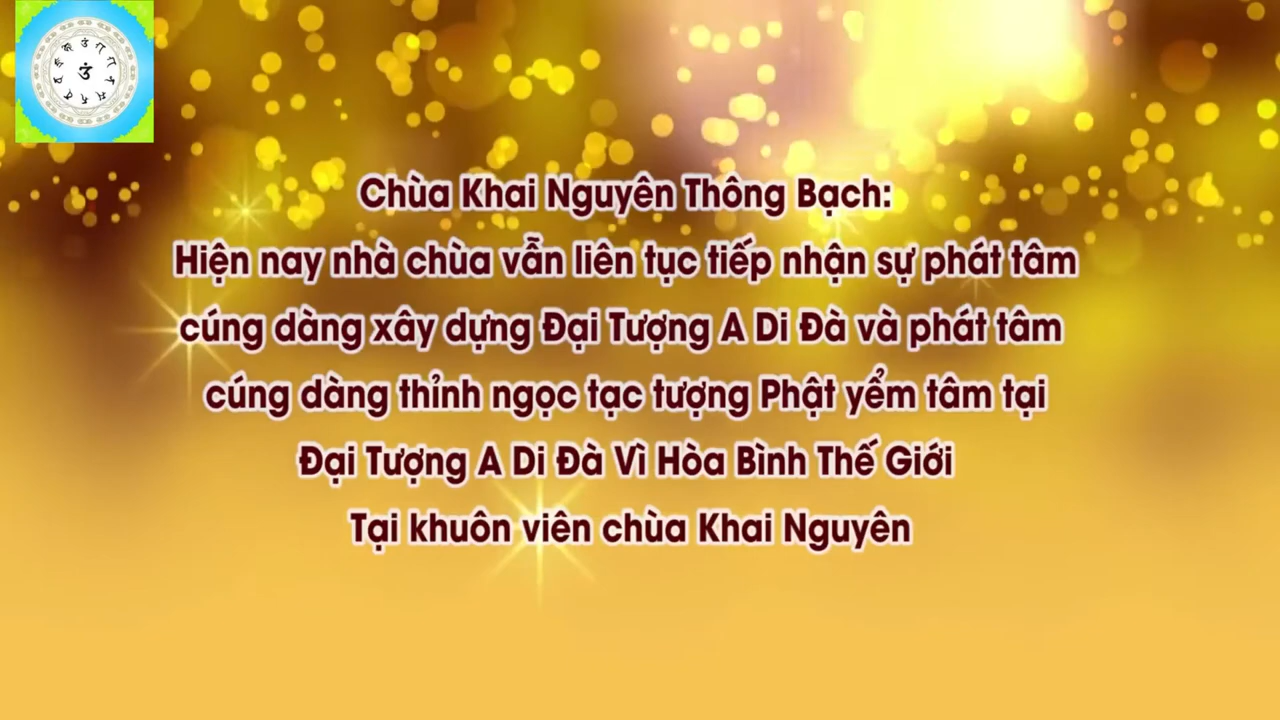 Chùa Khai Nguyên Thông Bạch:
Hiện nay nhà chùa vẫn liên tục tiếp nhận sự phát tâm
cúng dàng xây dựng Đại Tượng A Di Đà và phát tâm
cúng dàng thỉnh ngọc tạc tượng Phật yểm tâm tại
Đại Tượng A Di Đà Vì Hòa Bình Thế Giới
Tại khuôn viên chùa Khai Nguyên